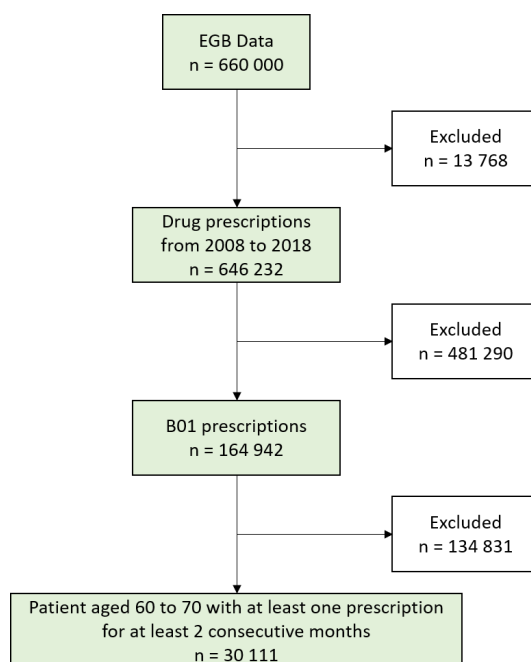 EGB Data
n = 660 000
Excluded
n = 13 768
Drug prescriptions
from 2008 to 2018
n = 646 232
Excluded
n = 481 290
B01 prescriptions
n = 164 942
Excluded
n = 134 831
Patient aged 60 to 70 with at least one prescription
for at least 2 consecutive months
n = 30 111